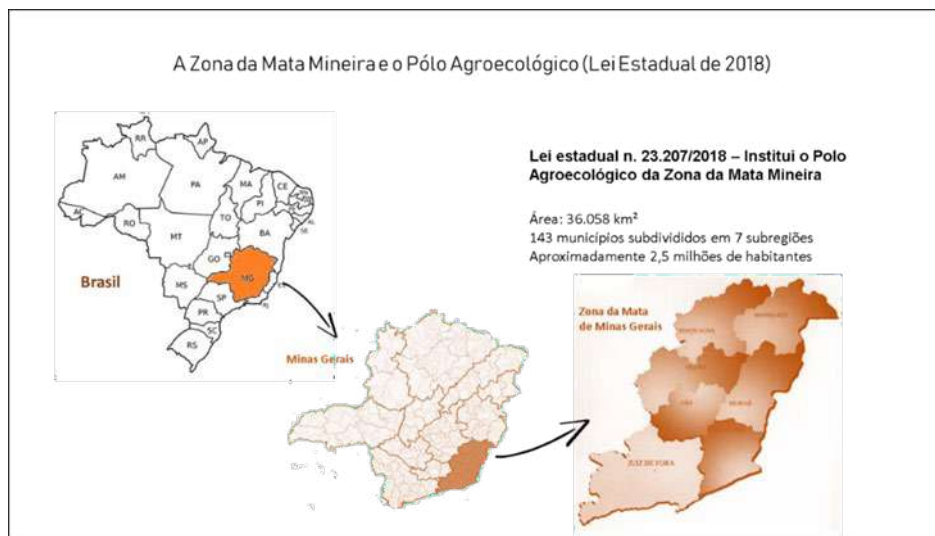 A Zona da Mata Mineira e o Pólo Agroecológico (Lei Estadual de 2018)
RR
AP
AM
PA
MA
CE
PI
AC
RO
TO
BA
MT
GO
MG
MS
SP
PR
SC
RS
Brasil
Lei estadual n. 23.207/2018 – Institui o Polo
Agroecológico da Zona da Mata Mineira
Área: 36.058 km²
143 municípios subdivididos em 7 subregiões
Aproximadamente 2,5 milhões de habitantes
Minas Gerais
Zona da Mata
de Minas Gerais
JUIZ DE FORA